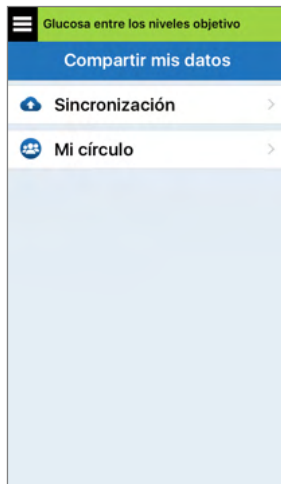 Glucosa entre los niveles objetivo
Compartir mis datos
Sincronización
Mi círculo